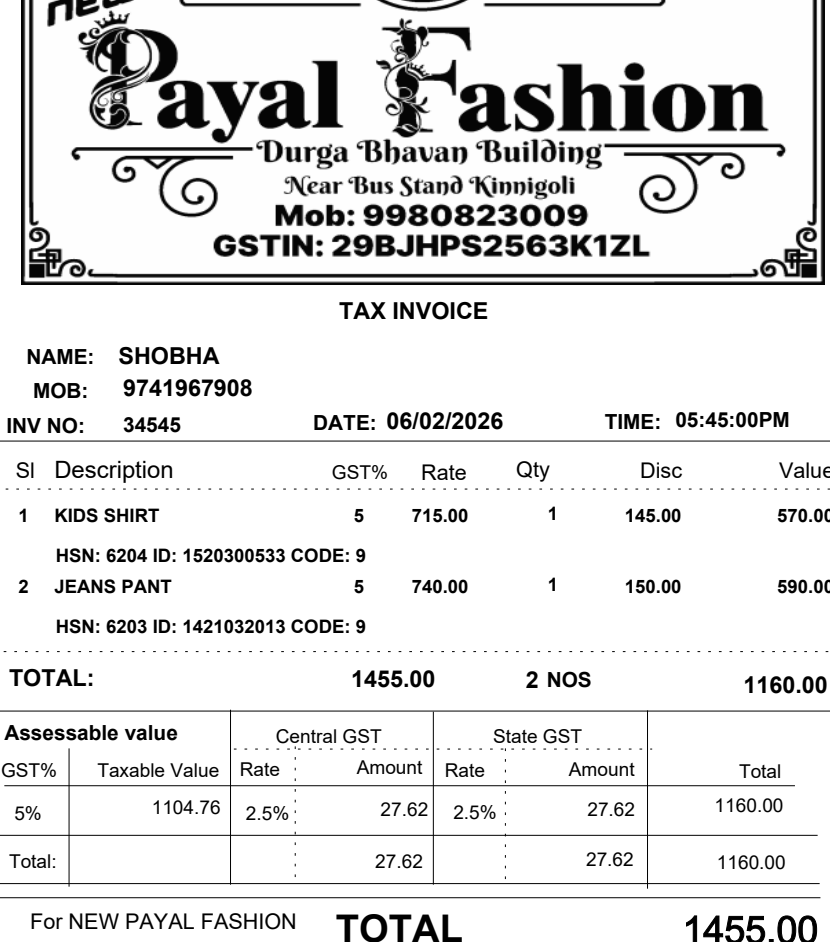 new
Payal Fashion
Durga Bhavan Building
Near Bus Stand Kinnigoli
Mob: 9980823009
GSTIN: 29BJHPS2563K1ZL
TAX INVOICE
NAME: SHOBHA
MOB: 9741967908
INV NO: 34545 DATE: 06/02/2026 TIME: 05:45:00PM
Sl Description GST% Rate Qty Disc Value
1 KIDS SHIRT 5 715.00 1 145.00 570.00
HSN: 6204 ID: 1520300533 CODE: 9
2 JEANS PANT 5 740.00 1 150.00 590.00
HSN: 6203 ID: 1421032013 CODE: 9
TOTAL: 1455.00 2 NOS 1160.00
Assessable value Central GST State GST
GST% Taxable Value Rate Amount Rate Amount Total
5% 1104.76 2.5% 27.62 2.5% 27.62 1160.00
Total: 27.62 27.62 1160.00
For NEW PAYAL FASHION TOTAL 1455.00